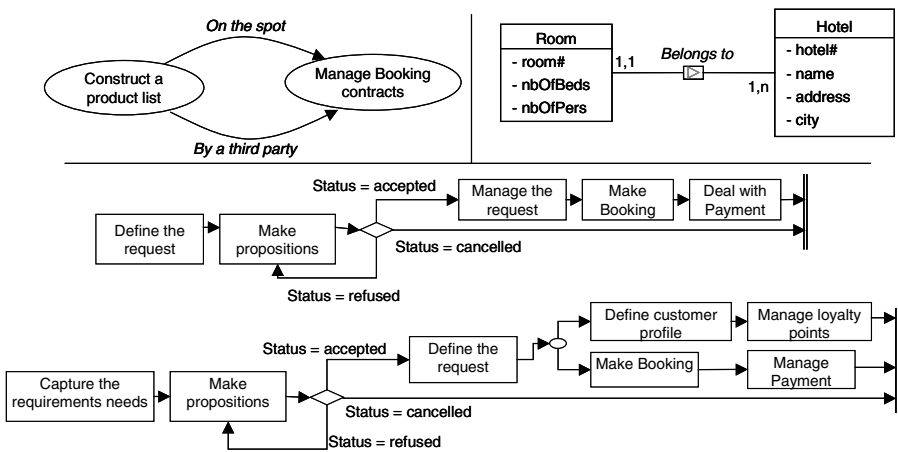 On the spot
Construct a
product list
Manage Booking
contracts
By a third party
Room
- room#
- nbOfBeds
- nbOfPers
1,1
Belongs to
1,n
Hotel
- hotel#
- name
- address
- city
Define the
request
Make
propositions
Status = accepted
Manage the
request
Make
Booking
Deal with
Payment
Status = cancelled
Status = refused
Capture the
requirements needs
Make
propositions
Status = accepted
Define the
request
Define customer
profile
Manage loyalty
points
Make Booking
Manage
Payment
Status = cancelled
Status = refused